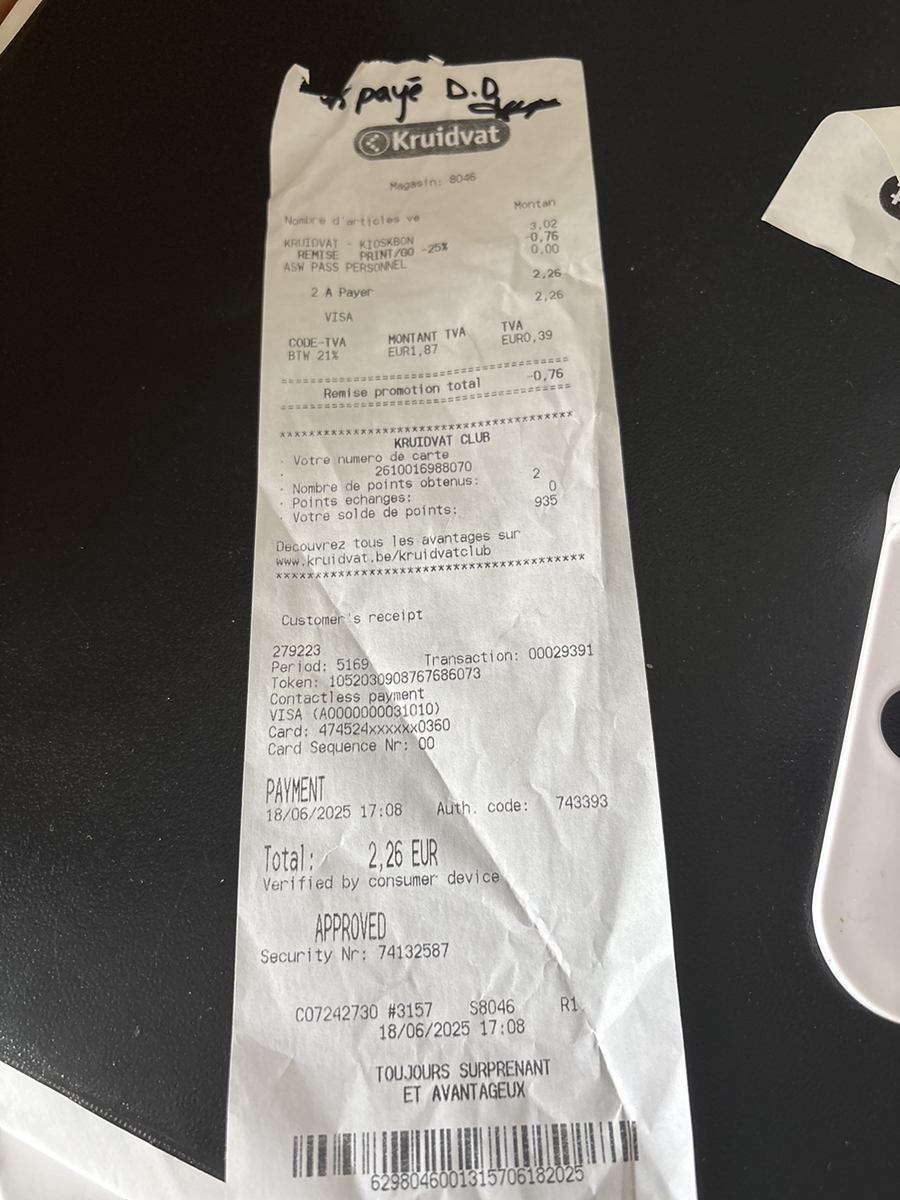 payé D.D
Kruidvat
Magasin: 8046
Nombre d'articles ve Montan
KRUIDVAT - KIOSKBON 3,02
REMISE PRINT/GO -25% -0,76
ASW PASS PERSONNEL 0,00
2 A Payer 2,26
VISA 2,26
CODE-TVA MONTANT TVA TVA
BTW 21% EUR1,87 EUR0,39
Remise promotion total -0,76
KRUIDVAT CLUB
· Votre numero de carte
· 2610016988070
· Nombre de points obtenus: 2
· Points echanges: 0
· Votre solde de points: 935
Decouvrez tous les avantages sur
www.kruidvat.be/kruidvatclub
Customer's receipt
279223
Period: 5169 Transaction: 00029391
Token: 1052030908767686073
Contactless payment
VISA (A0000000031010)
Card: 474524xxxxxx0360
Card Sequence Nr: 00
PAYMENT
18/06/2025 17:08 Auth. code: 743393
Total: 2,26 EUR
Verified by consumer device
APPROVED
Security Nr: 74132587
C07242730 #3157 S8046 R1
18/06/2025 17:08
TOUJOURS SURPRENANT
ET AVANTAGEUX
6298046001315706182025